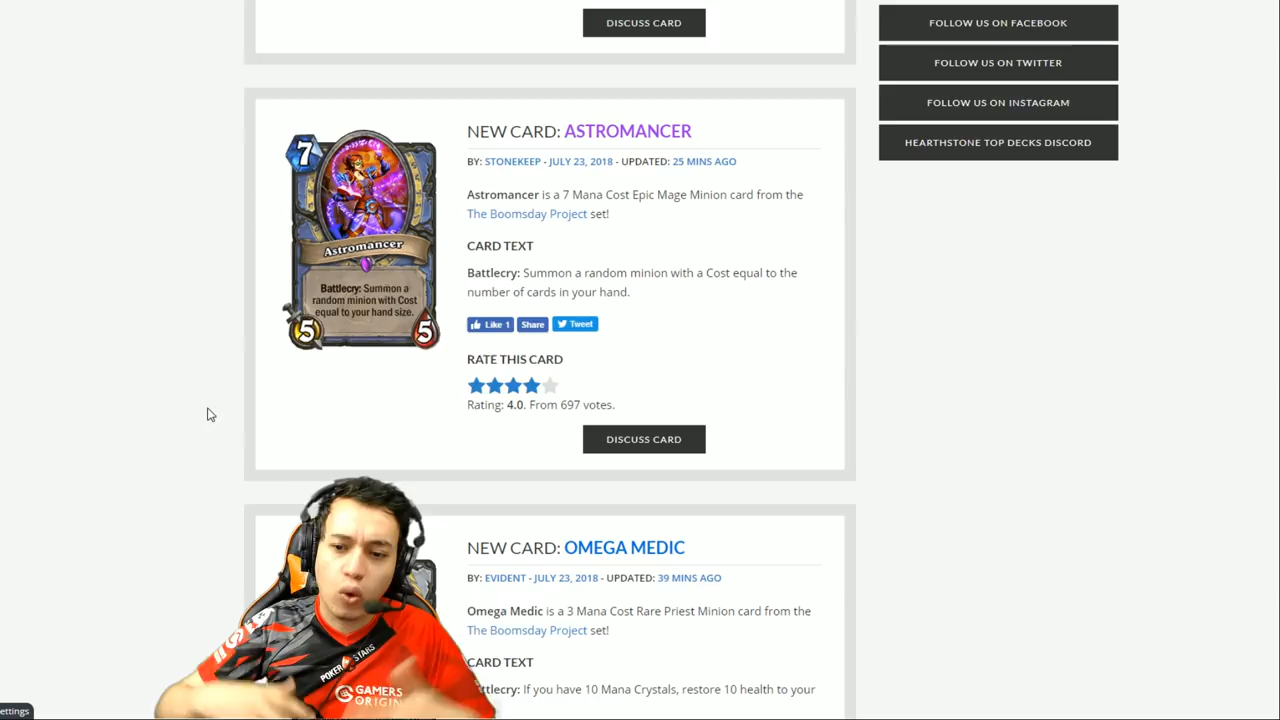 DISCUSS CARD
FOLLOW US ON FACEBOOK
FOLLOW US ON TWITTER
FOLLOW US ON INSTAGRAM
HEARTHSTONE TOP DECKS DISCORD
7
Astromancer
Battlecry: Summon a
random minion with Cost
equal to your hand size.
5
5
NEW CARD: ASTROMANCER
BY: STONEKEEP - JULY 23, 2018 - UPDATED: 25 MINS AGO
Astromancer is a 7 Mana Cost Epic Mage Minion card from the
The Boomsday Project set!
CARD TEXT
Battlecry: Summon a random minion with a Cost equal to the
number of cards in your hand.
Like 1 Share Tweet
RATE THIS CARD
Rating: 4.0. From 697 votes.
DISCUSS CARD
NEW CARD: OMEGA MEDIC
BY: EVIDENT - JULY 23, 2018 - UPDATED: 39 MINS AGO
Omega Medic is a 3 Mana Cost Rare Priest Minion card from the
The Boomsday Project set!
CARD TEXT
If you have 10 Mana Crystals, restore 10 health to your
POKER STARS
GAMERS
ORIGIN